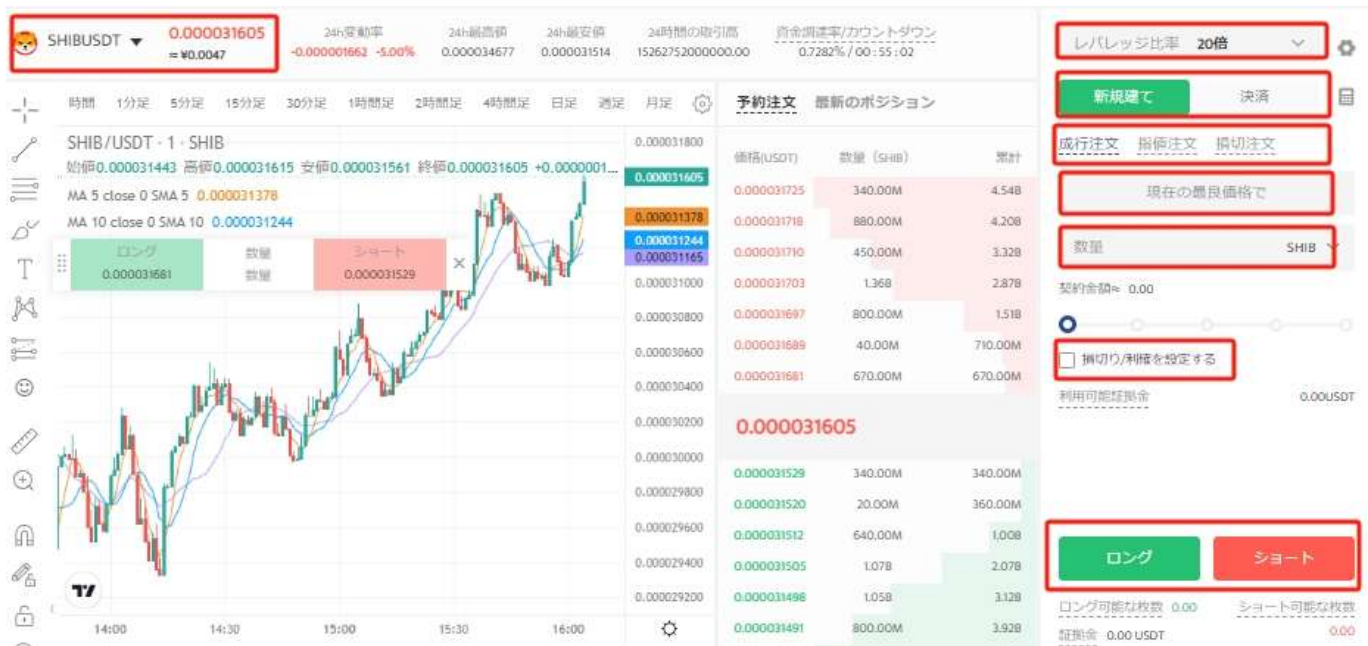 SHIBUSDT ▼
0.000031605
≈ ¥0.0047
24h変動率
-0.000001662 -5.00%
24h最高値
0.000034677
24h最安値
0.000031514
24時間の取引高
15262752000000.00
資金調達率/カウントダウン
0.7282% / 00 : 55 : 02
時間 1分足 5分足 15分足 30分足 1時間足 2時間足 4時間足 日足 週足 月足
SHIB/USDT · 1 · SHIB
始値0.000031443 高値0.000031615 安値0.000031561 終値0.000031605 +0.0000001...
MA 5 close 0 SMA 5 0.000031378
MA 10 close 0 SMA 10 0.000031244
ロング 数量 ショート
0.000031681 数量 0.000031529
0.000031800
0.000031605
0.000031378
0.000031244
0.000031165
0.000031000
0.000030800
0.000030600
0.000030400
0.000030200
0.000030000
0.000029800
0.000029600
0.000029400
0.000029200
14:00 14:30 15:00 15:30 16:00
予約注文 最新のポジション
価格(USDT) 数量（SHIB） 累計
0.000031725 340.00M 4.54B
0.000031718 880.00M 4.20B
0.000031710 450.00M 3.32B
0.000031703 1.36B 2.87B
0.000031697 800.00M 1.51B
0.000031689 40.00M 710.00M
0.000031681 670.00M 670.00M
0.000031605
0.000031529 340.00M 340.00M
0.000031520 20.00M 360.00M
0.000031512 640.00M 1.00B
0.000031505 1.07B 2.07B
0.000031498 1.05B 3.12B
0.000031491 800.00M 3.92B
レバレッジ比率 20倍
新規建て 決済
成行注文 指値注文 損切注文
現在の最良価格で
数量 SHIB
契約金額≈ 0.00
損切り/利確を設定する
利用可能証拠金 0.00USDT
ロング ショート
ロング可能な枚数 0.00 ショート可能な枚数
0.00
証拠金 0.00 USDT